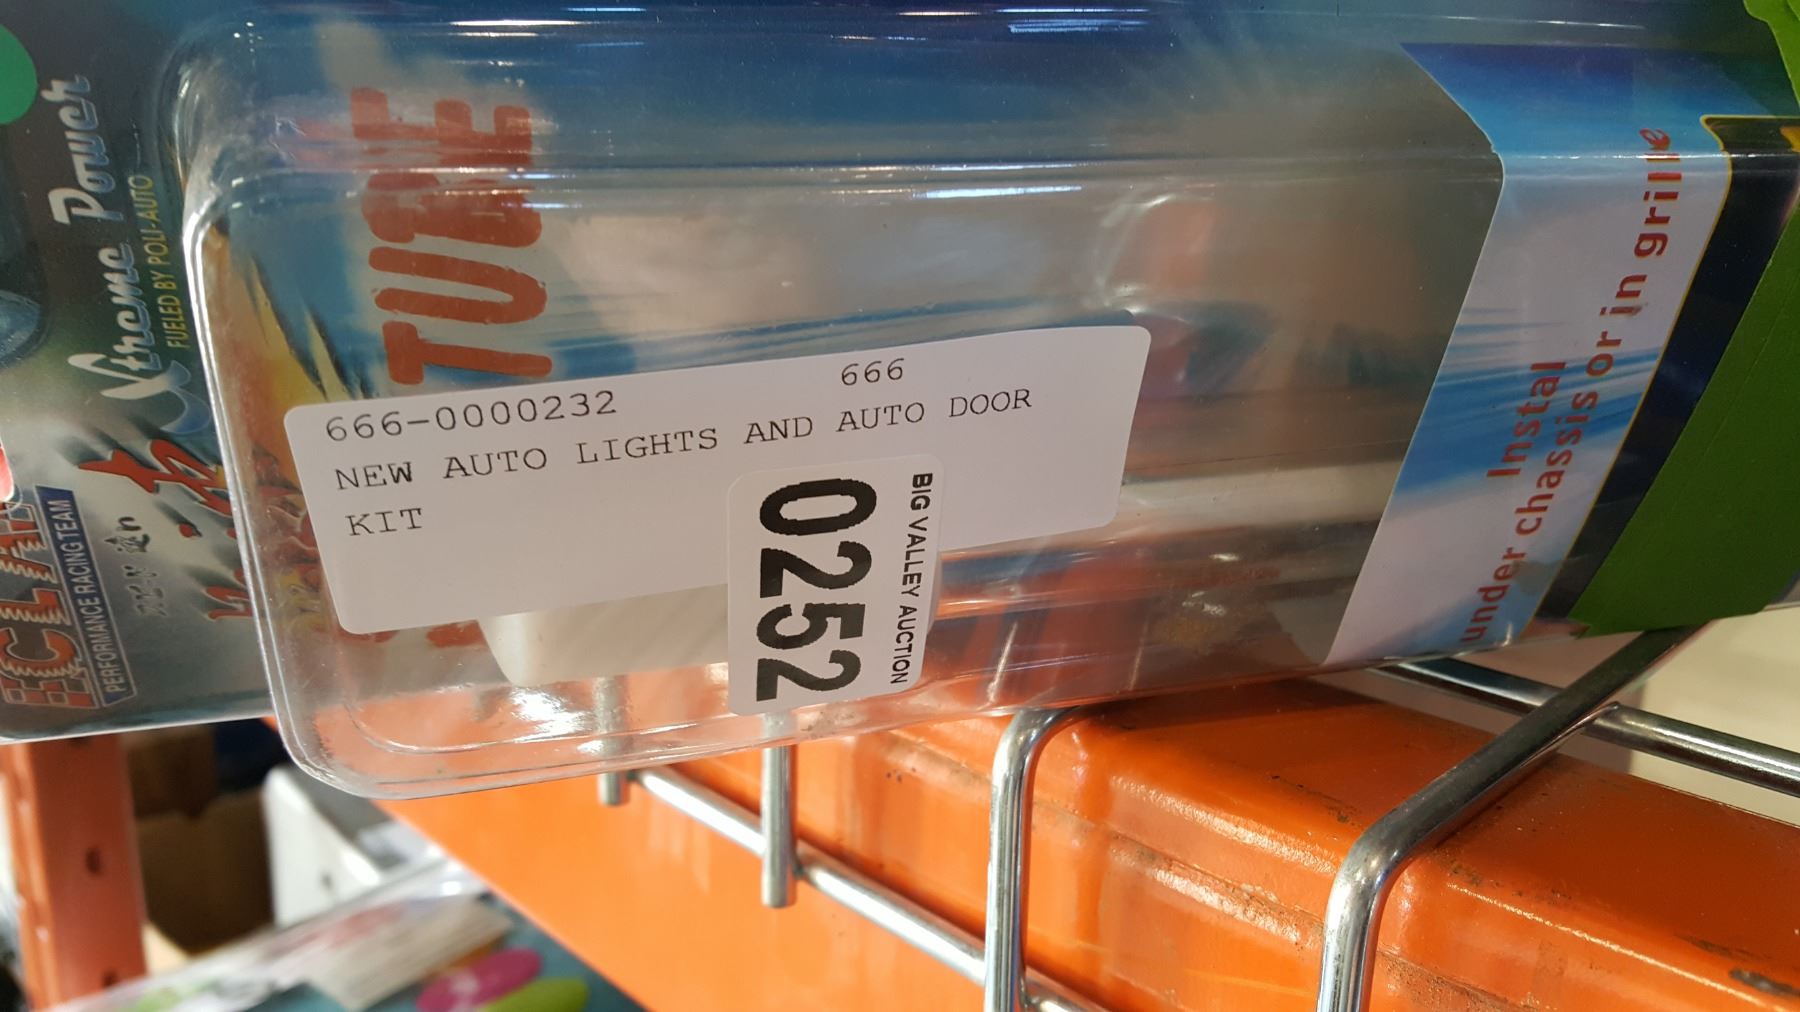 666-0000232 666
NEW AUTO LIGHTS AND AUTO DOOR
KIT
BIG VALLEY AUCTION
0252
TUBE
Instal
under chassis or in grille
Xtreme Power
FUELED BY POLI-AUTO
PERFORMANCE RACING TEAM